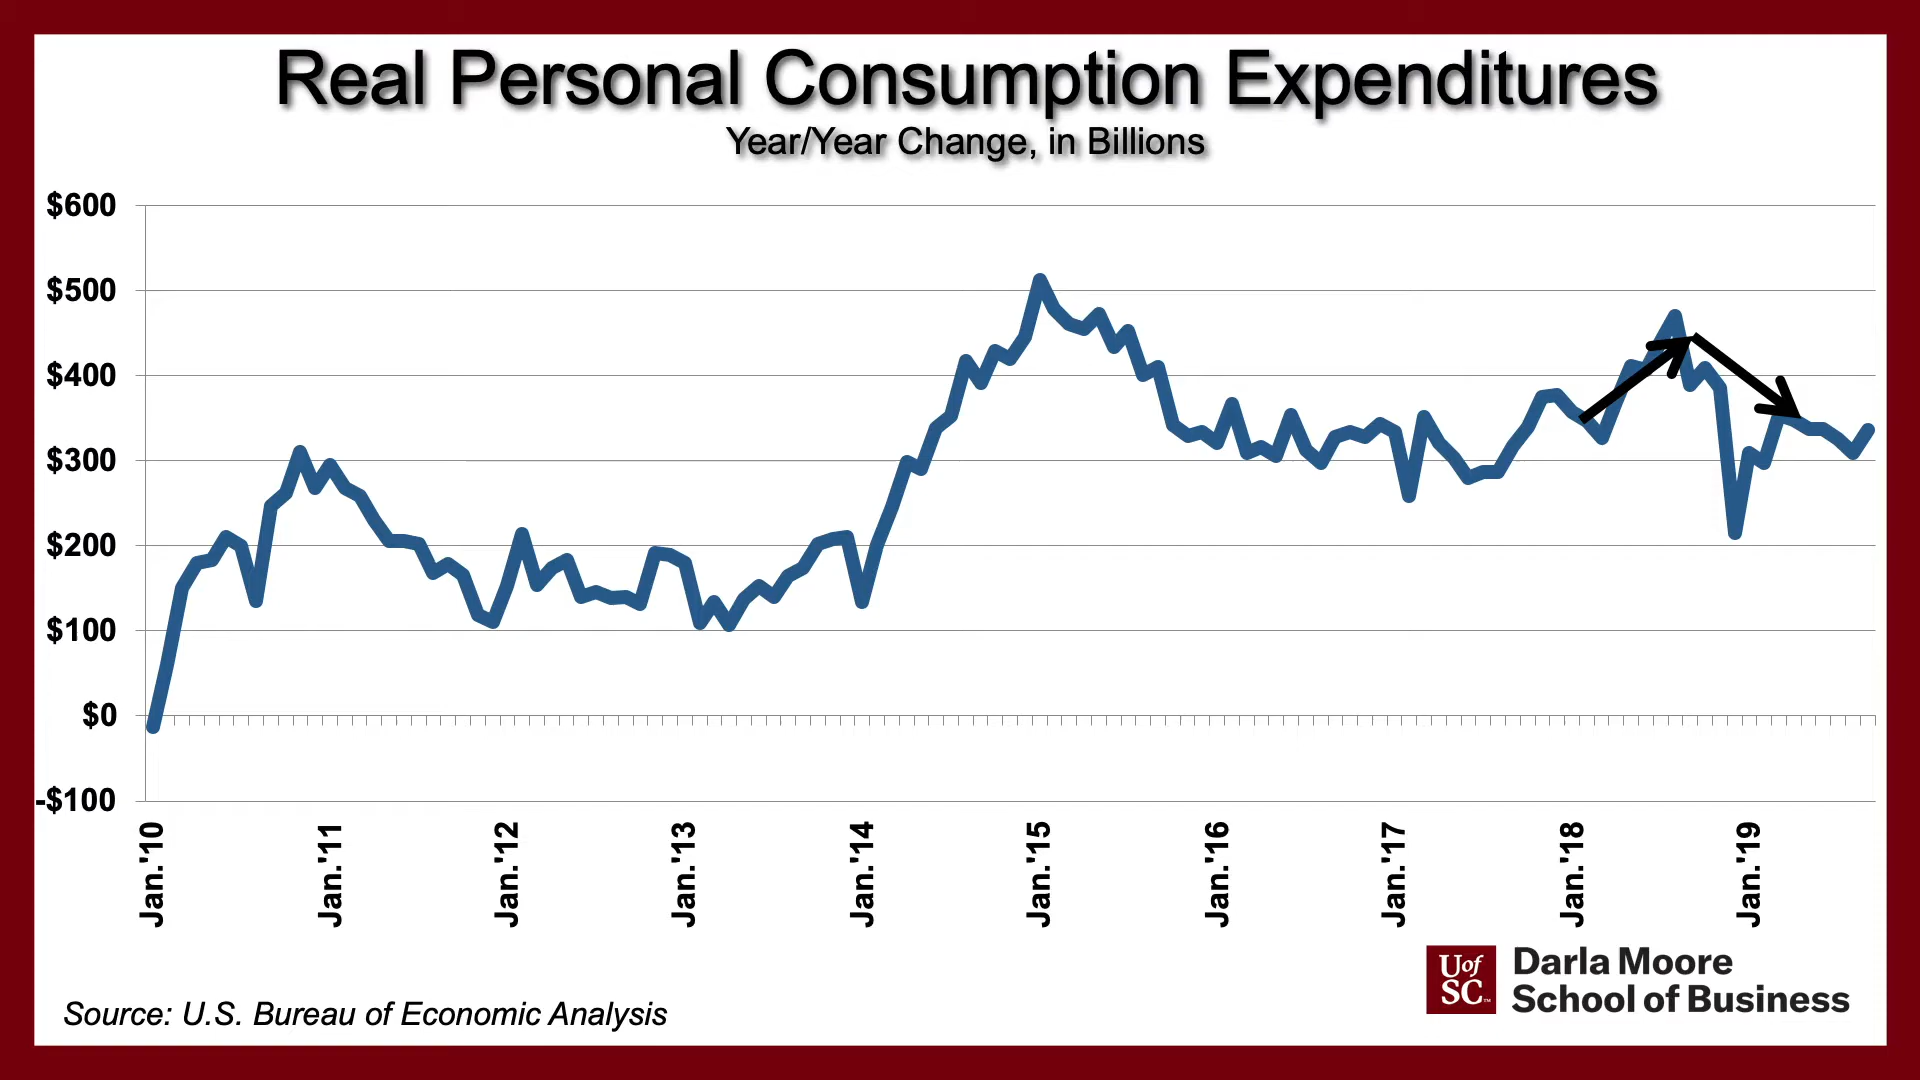 Real Personal Consumption Expenditures
Year/Year Change, in Billions
$600
$500
$400
$300
$200
$100
$0
-$100
Jan.'10
Jan.'11
Jan.'12
Jan.'13
Jan.'14
Jan.'15
Jan.'16
Jan.'17
Jan.'18
Jan.'19
Source: U.S. Bureau of Economic Analysis
UofSC™
Darla Moore
School of Business